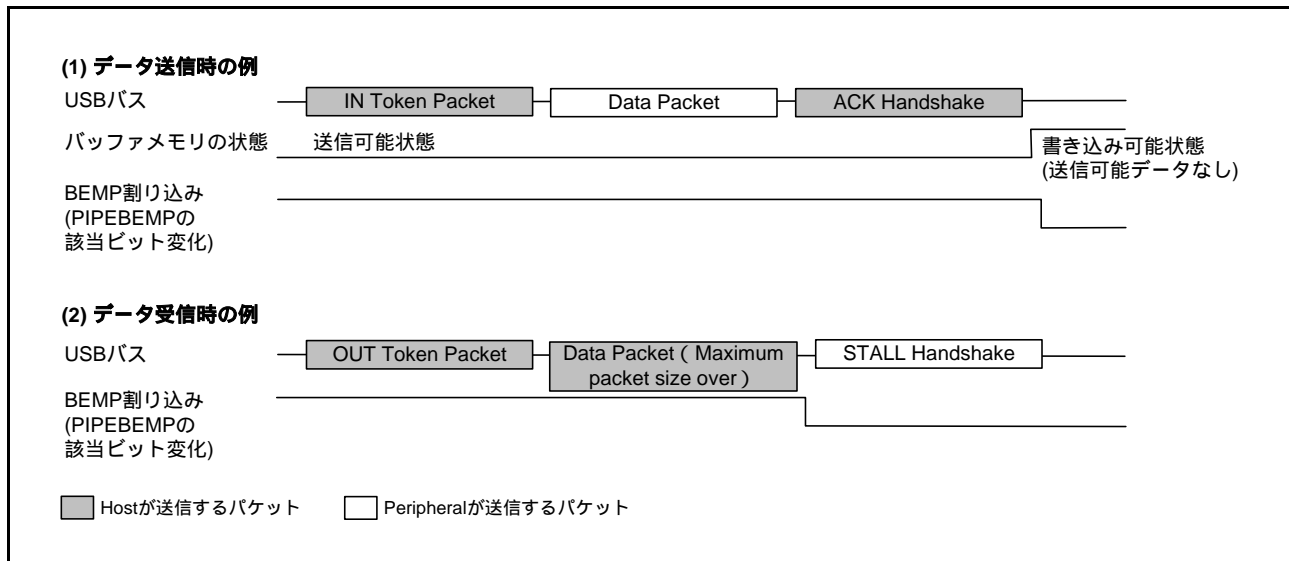 (1) データ送信時の例
USBバス IN Token Packet Data Packet ACK Handshake
バッファメモリの状態 送信可能状態 書き込み可能状態
(送信可能データなし)
BEMP割り込み
(PIPEBEMPの
該当ビット変化)
(2) データ受信時の例
USBバス OUT Token Packet Data Packet ( Maximum packet size over ) STALL Handshake
BEMP割り込み
(PIPEBEMPの
該当ビット変化)
Hostが送信するパケット Peripheralが送信するパケット